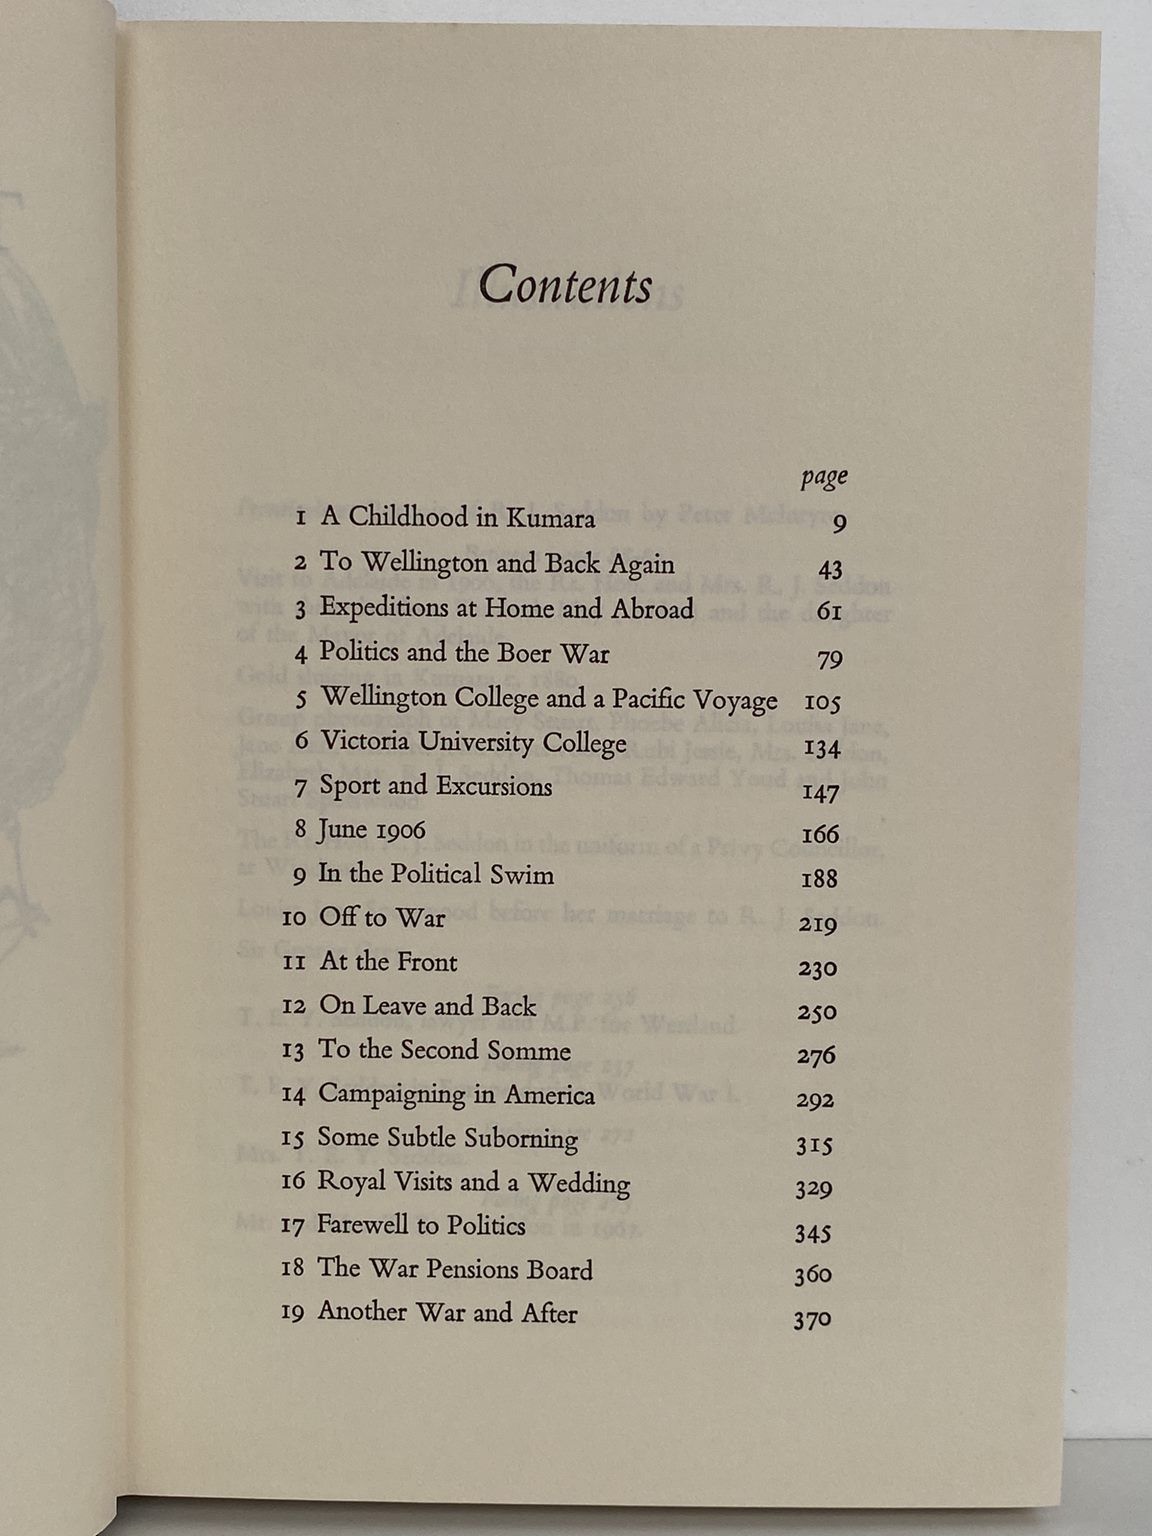 Contents
page
1 A Childhood in Kumara 9
2 To Wellington and Back Again 43
3 Expeditions at Home and Abroad 61
4 Politics and the Boer War 79
5 Wellington College and a Pacific Voyage 105
6 Victoria University College 134
7 Sport and Excursions 147
8 June 1906 166
9 In the Political Swim 188
10 Off to War 219
11 At the Front 230
12 On Leave and Back 250
13 To the Second Somme 276
14 Campaigning in America 292
15 Some Subtle Suborning 315
16 Royal Visits and a Wedding 329
17 Farewell to Politics 345
18 The War Pensions Board 360
19 Another War and After 370